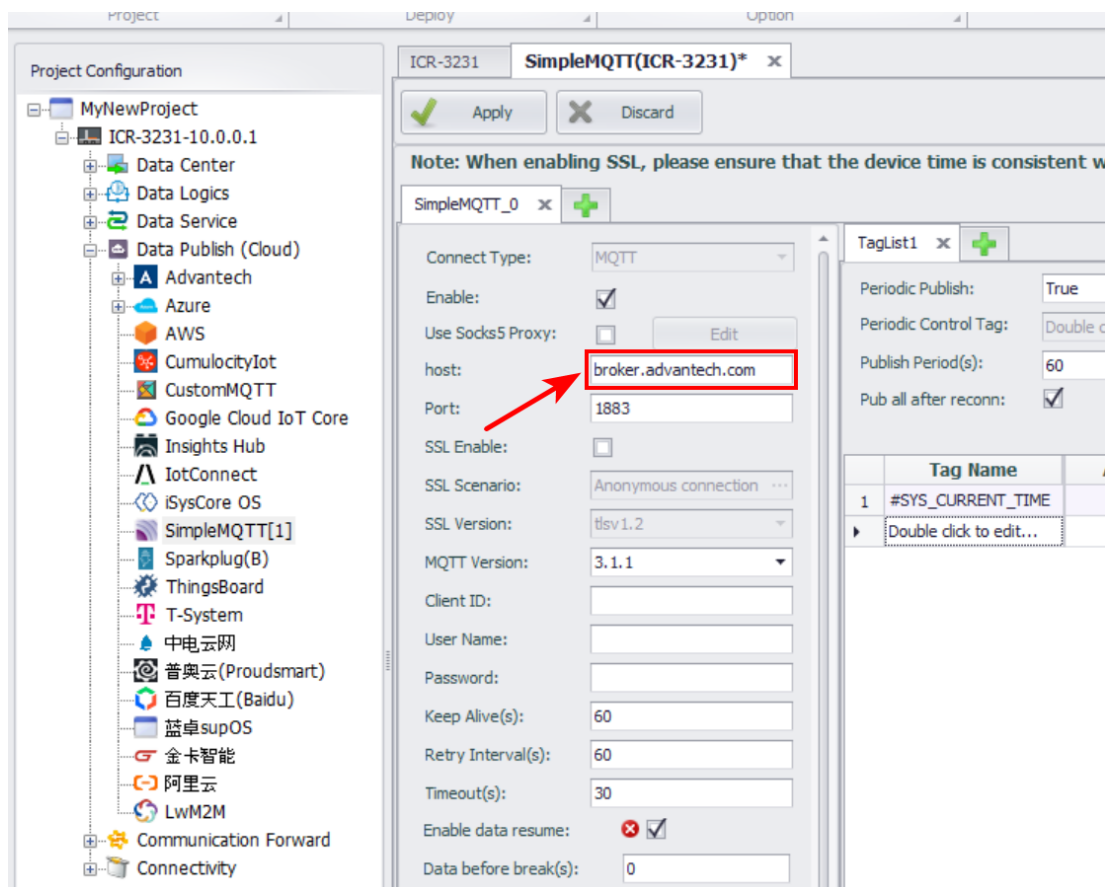 Project Deploy Option
Project Configuration
MyNewProject
ICR-3231-10.0.0.1
Data Center
Data Logics
Data Service
Data Publish (Cloud)
Advantech
Azure
AWS
CumulocityIot
CustomMQTT
Google Cloud IoT Core
Insights Hub
IotConnect
iSysCore OS
SimpleMQTT[1]
Sparkplug(B)
ThingsBoard
T-System
中电云网
普奥云(Proudsmart)
百度天工(Baidu)
蓝卓supOS
金卡智能
阿里云
LwM2M
Communication Forward
Connectivity
ICR-3231
SimpleMQTT(ICR-3231)*
Apply
Discard
Note: When enabling SSL, please ensure that the device time is consistent w
SimpleMQTT_0
Connect Type: MQTT
Enable:
Use Socks5 Proxy: Edit
host: broker.advantech.com
Port: 1883
SSL Enable:
SSL Scenario: Anonymous connection ...
SSL Version: tlsv1.2
MQTT Version: 3.1.1
Client ID:
User Name:
Password:
Keep Alive(s): 60
Retry Interval(s): 60
Timeout(s): 30
Enable data resume:
Data before break(s): 0
TagList1
Periodic Publish: True
Periodic Control Tag: Double c
Publish Period(s): 60
Pub all after reconn:
Tag Name
1 #SYS_CURRENT_TIME
Double click to edit...